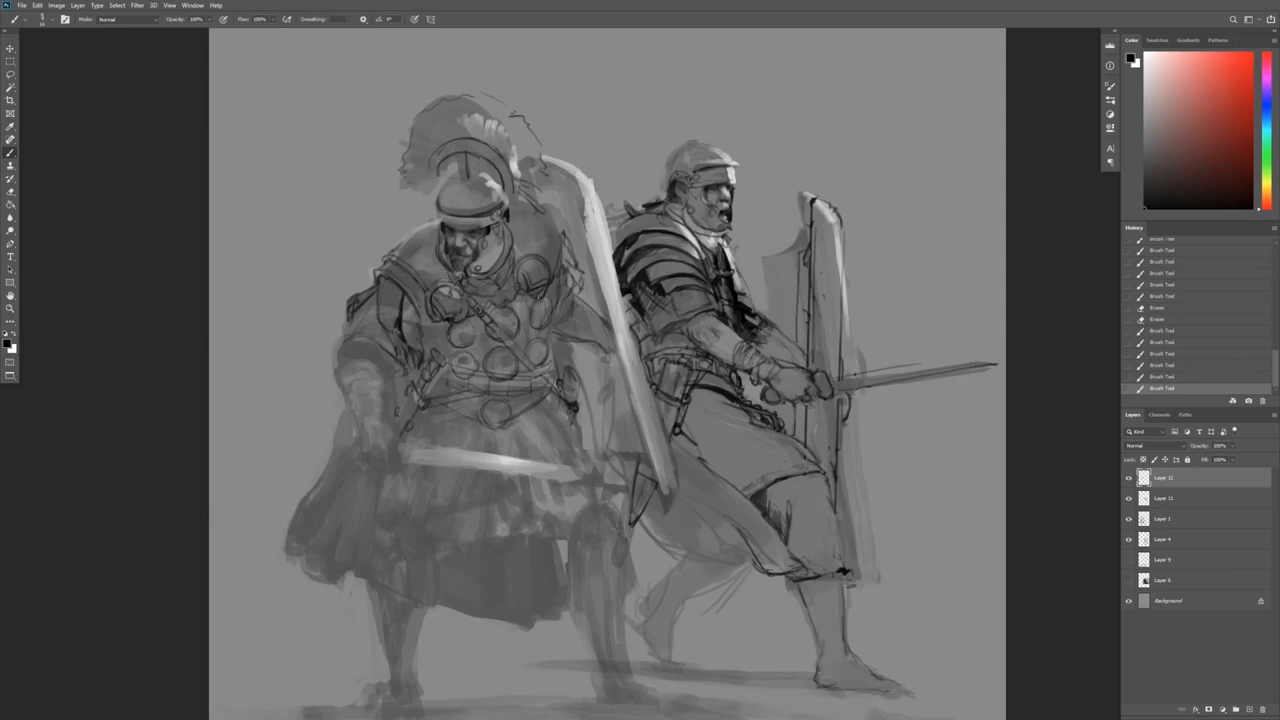 Ps File Edit Image Layer Type Select Filter 3D View Window Help
Mode: Normal Opacity: 100% Flow: 100% Smoothing: 0°
Color Swatches Gradients Patterns
History
Brush Tool
Brush Tool
Brush Tool
Brush Tool
Brush Tool
Brush Tool
Eraser
Eraser
Brush Tool
Brush Tool
Brush Tool
Brush Tool
Brush Tool
Brush Tool
Layers Channels Paths
Kind
Normal Opacity: 100%
Lock: Fill: 100%
Layer 12
Layer 11
Layer 1
Layer 4
Layer 9
Layer 6
Background